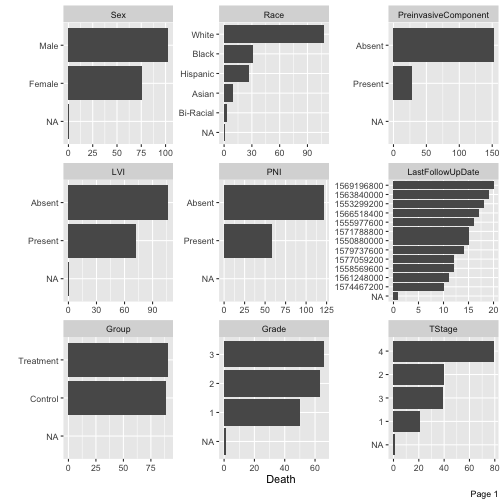 Sex
Race
PreinvasiveComponent
Male
Female
NA
0 25 50 75 100
White
Black
Hispanic
Asian
Bi-Racial
NA
0 30 60 90
Absent
Present
NA
0 50 100 150
LVI
PNI
LastFollowUpDate
Absent
Present
NA
0 30 60 90
Absent
Present
NA
0 25 50 75 100 125
1569196800
1563840000
1553299200
1566518400
1555977600
1571788800
1550880000
1579737600
1577059200
1558569600
1561248000
1574467200
NA
0 5 10 15 20
Group
Grade
TStage
Treatment
Control
NA
0 25 50 75
3
2
1
NA
0 20 40 60
4
2
3
1
NA
0 20 40 60 80
Death
Page 1